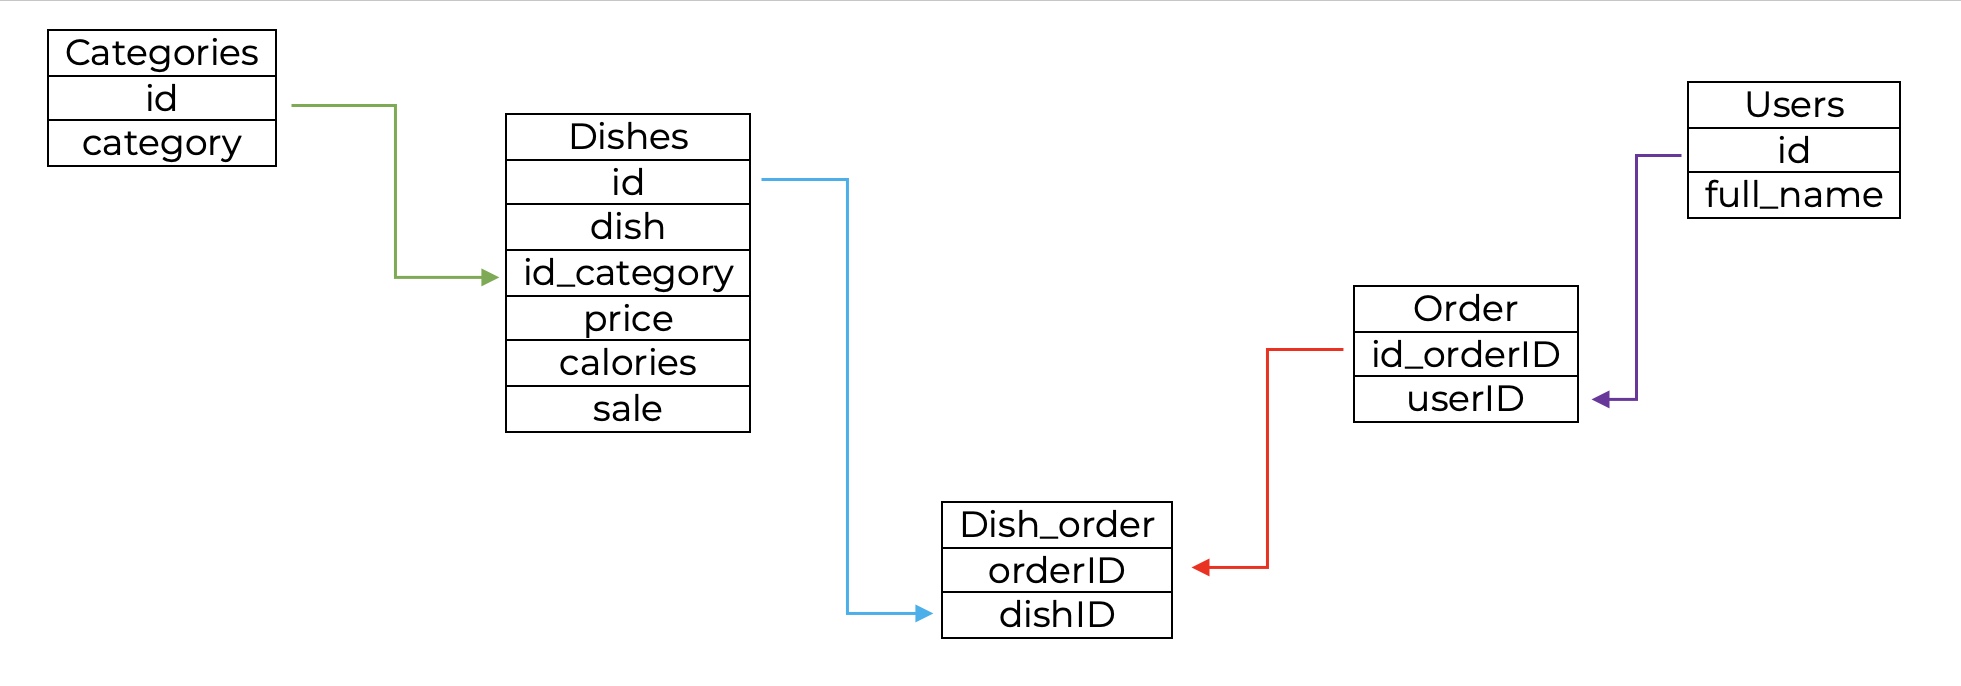 Categories
id
category
Dishes
id
dish
id_category
price
calories
sale
Dish_order
orderID
dishID
Order
id_orderID
userID
Users
id
full_name